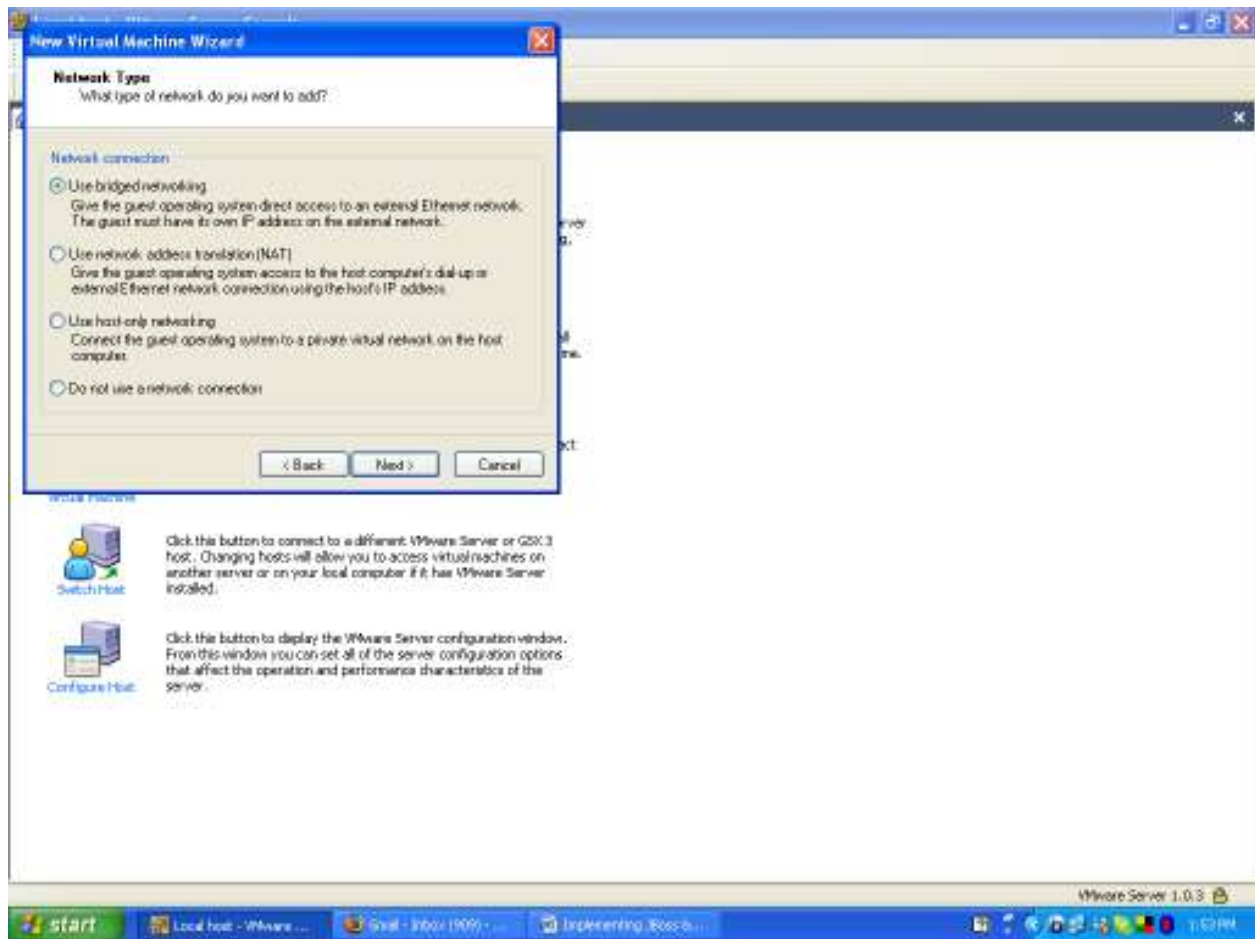 New Virtual Machine Wizard
Network Type
What type of network do you want to add?
Network connection
Use bridged networking
Give the guest operating system direct access to an external Ethernet network.
The guest must have its own IP address on the external network.
Use network address translation (NAT)
Give the guest operating system access to the host computer's dial-up or
external Ethernet network connection using the host's IP address.
Use host-only networking
Connect the guest operating system to a private virtual network on the host
computer.
Do not use a network connection
< Back
Next >
Cancel
Virtual Machine
Switch Host
Click this button to connect to a different VMware Server or GSX 3
host. Changing hosts will allow you to access virtual machines on
another server or on your local computer if it has VMware Server
installed.
Configure Host
Click this button to display the VMware Server configuration window.
From this window you can set all of the server configuration options
that affect the operation and performance characteristics of the
server.
VMware Server 1.0.3
start
Local host - VMware ...
Gmail - Inbox (909) - ...
Implementing JBoss o...
1:53 PM